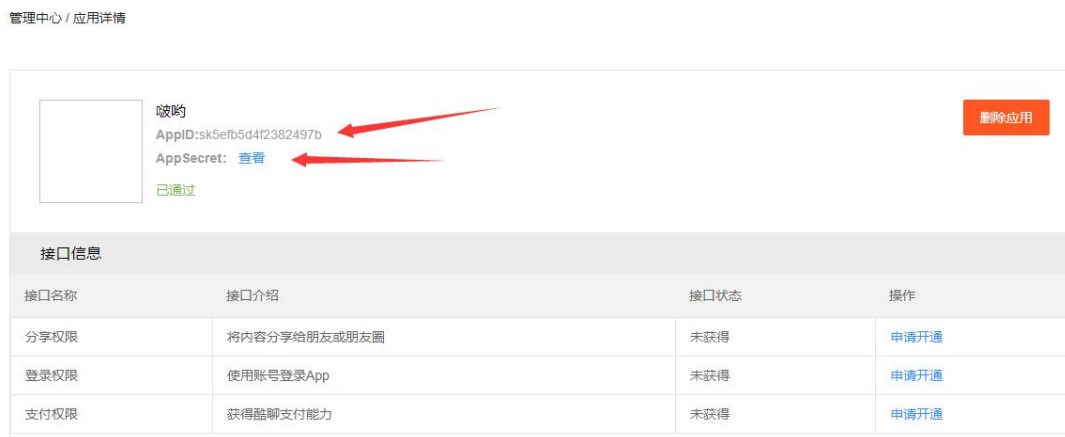 管理中心 / 应用详情
啵哟
AppID:sk5efb5d4f2382497b
删除应用
AppSecret: 查看
已通过
接口信息
接口名称 接口介绍 接口状态 操作
分享权限 将内容分享给朋友或朋友圈 未获得 申请开通
登录权限 使用账号登录App 未获得 申请开通
支付权限 获得酷聊支付能力 未获得 申请开通